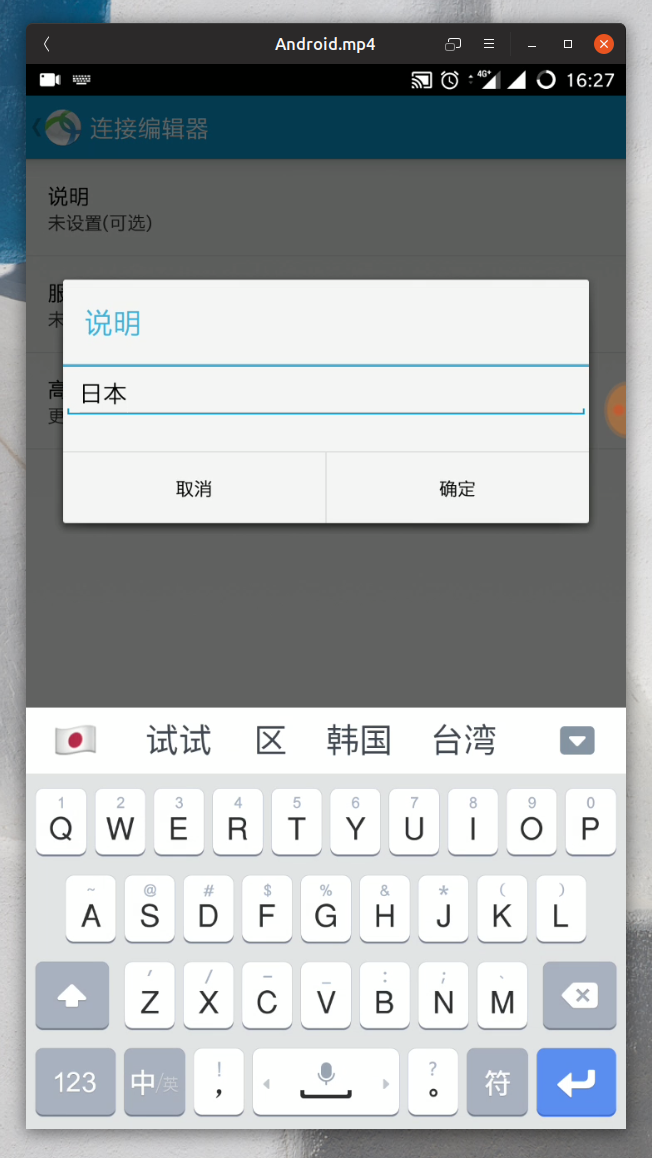 Android.mp4
4G+ 16:27
连接编辑器
说明
未设置(可选)
服
未
高
更
说明
日本
取消 确定
试试 区 韩国 台湾
1 2 3 4 5 6 7 8 9 0
Q W E R T Y U I O P
~ @ # $ % & * ( )
A S D F G H J K L
′ / – _ : ; 、
Z X C V B N M
! ?
123 中/英 , 。 符